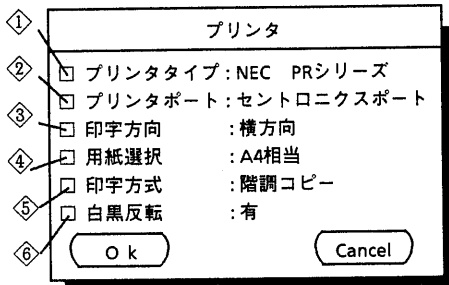 プリンタ
① □ プリンタタイプ:NEC PRシリーズ
② □ プリンタポート:セントロニクスポート
③ □ 印字方向 :横方向
④ □ 用紙選択 :A4相当
⑤ □ 印字方式 :階調コピー
⑥ □ 白黒反転 :有
Ok Cancel